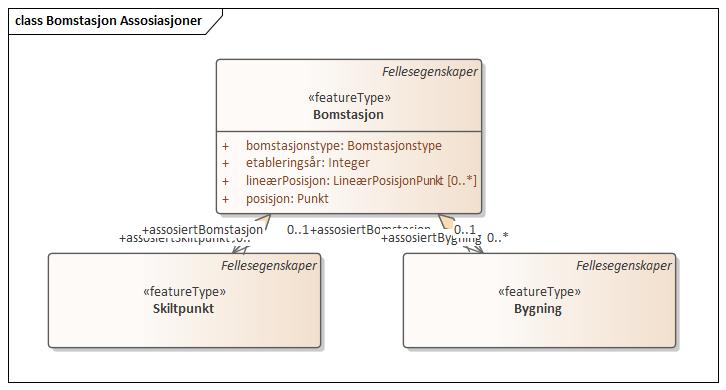 class Bomstasjon Assosiasjoner
Fellesegenskaper
«featureType»
Bomstasjon
+ bomstasjonstype: Bomstasjonstype
+ etableringsår: Integer
+ lineærPosisjon: LineærPosisjonPunkt [0..*]
+ posisjon: Punkt
+assosiertBomstasjon 0..1 +assosiertBomstasjon 0..1
+assosiertSkiltpunkt 0.. +assosiertBygning 0..*
Fellesegenskaper
«featureType»
Skiltpunkt
Fellesegenskaper
«featureType»
Bygning